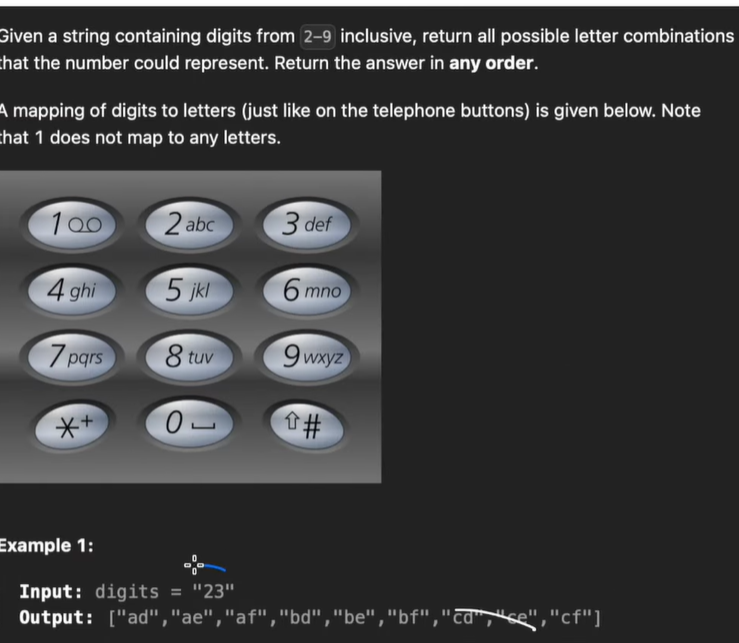 Given a string containing digits from 2-9 inclusive, return all possible letter combinations
that the number could represent. Return the answer in any order.
A mapping of digits to letters (just like on the telephone buttons) is given below. Note
that 1 does not map to any letters.
1 2 abc 3 def
4 ghi 5 jkl 6 mno
7 pqrs 8 tuv 9 wxyz
*+ 0 #
Example 1:
Input: digits = "23"
Output: ["ad","ae","af","bd","be","bf","cd","ce","cf"]